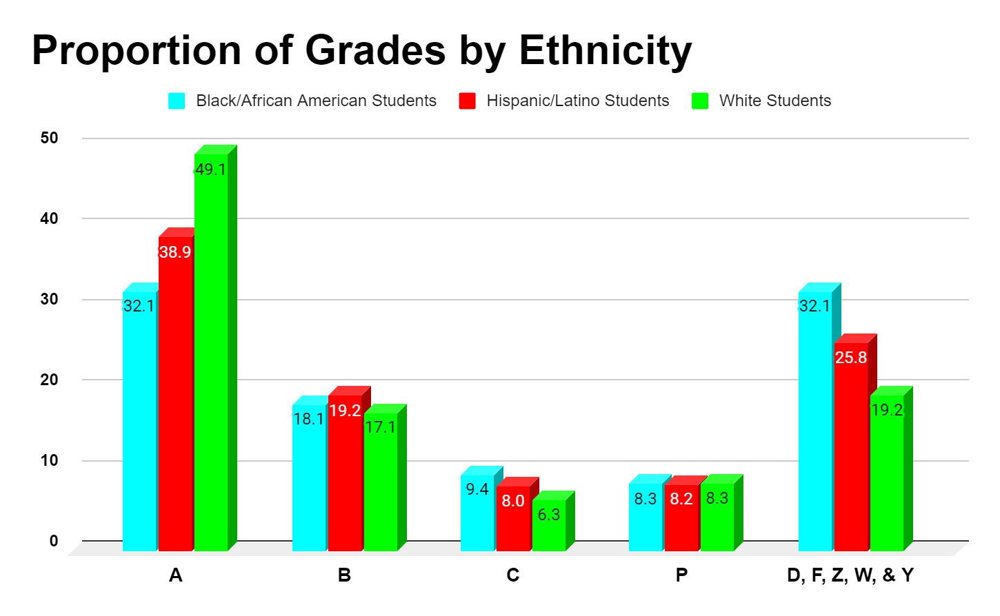 Proportion of Grades by Ethnicity
Black/African American Students Hispanic/Latino Students White Students
50
40
30
20
10
0
32.1 38.9 49.1
18.1 19.2 17.1
9.4 8.0 6.3
8.3 8.2 8.3
32.1 25.8 19.2
A B C P D, F, Z, W, & Y